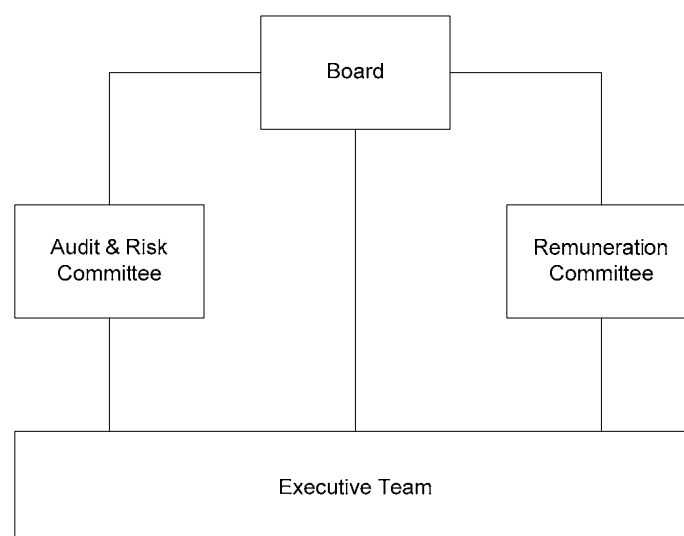 Board
Audit & Risk
Committee
Remuneration
Committee
Executive Team